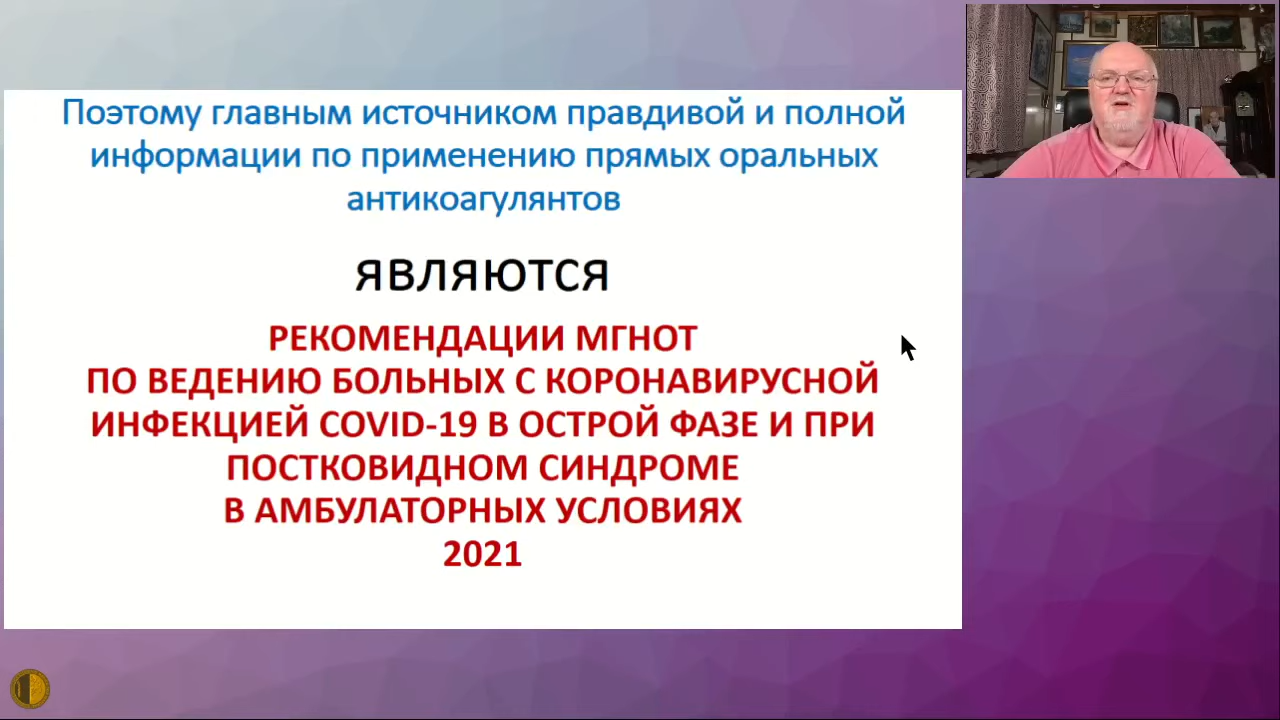 Поэтому главным источником правдивой и полной
информации по применению прямых оральных
антикоагулянтов
являются
РЕКОМЕНДАЦИИ МГНОТ
ПО ВЕДЕНИЮ БОЛЬНЫХ С КОРОНАВИРУСНОЙ
ИНФЕКЦИЕЙ COVID-19 В ОСТРОЙ ФАЗЕ И ПРИ
ПОСТКОВИДНОМ СИНДРОМЕ
В АМБУЛАТОРНЫХ УСЛОВИЯХ
2021